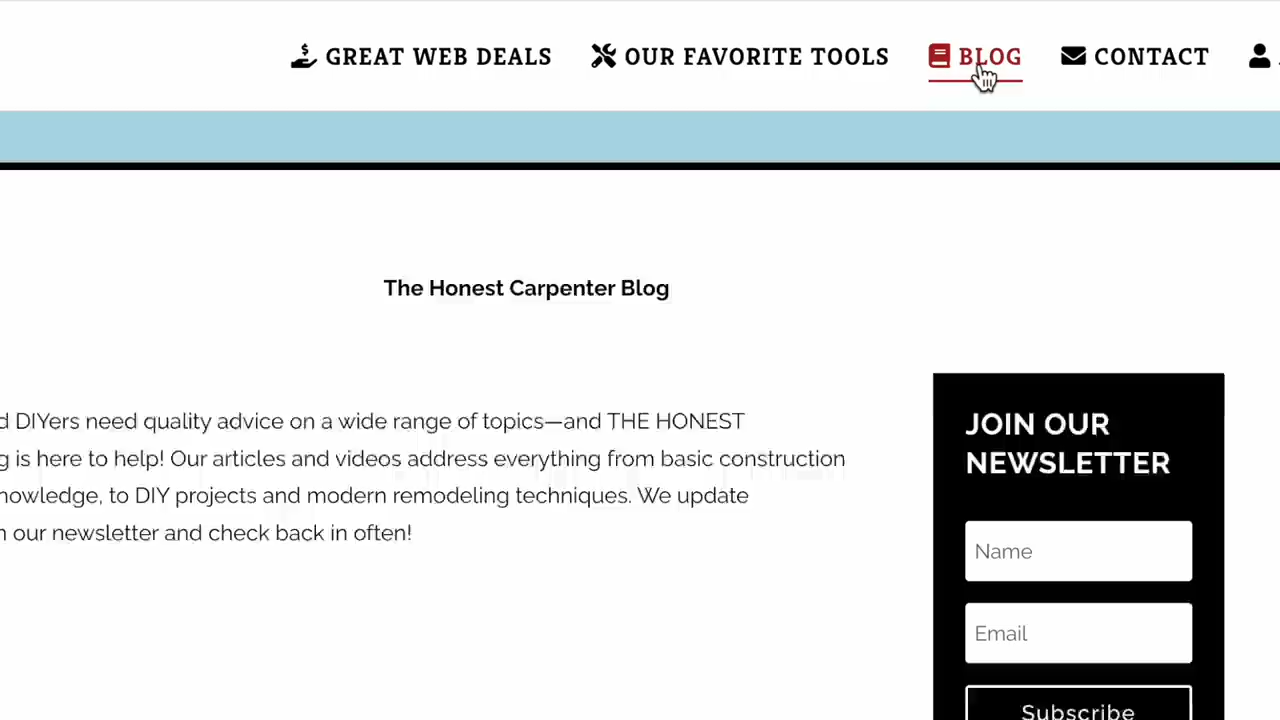 GREAT WEB DEALS OUR FAVORITE TOOLS BLOG CONTACT
The Honest Carpenter Blog
DIYers need quality advice on a wide range of topics—and THE HONEST
is here to help! Our articles and videos address everything from basic construction
to DIY projects and modern remodeling techniques. We update
our newsletter and check back in often!
JOIN OUR
NEWSLETTER
Name
Email
Subscribe